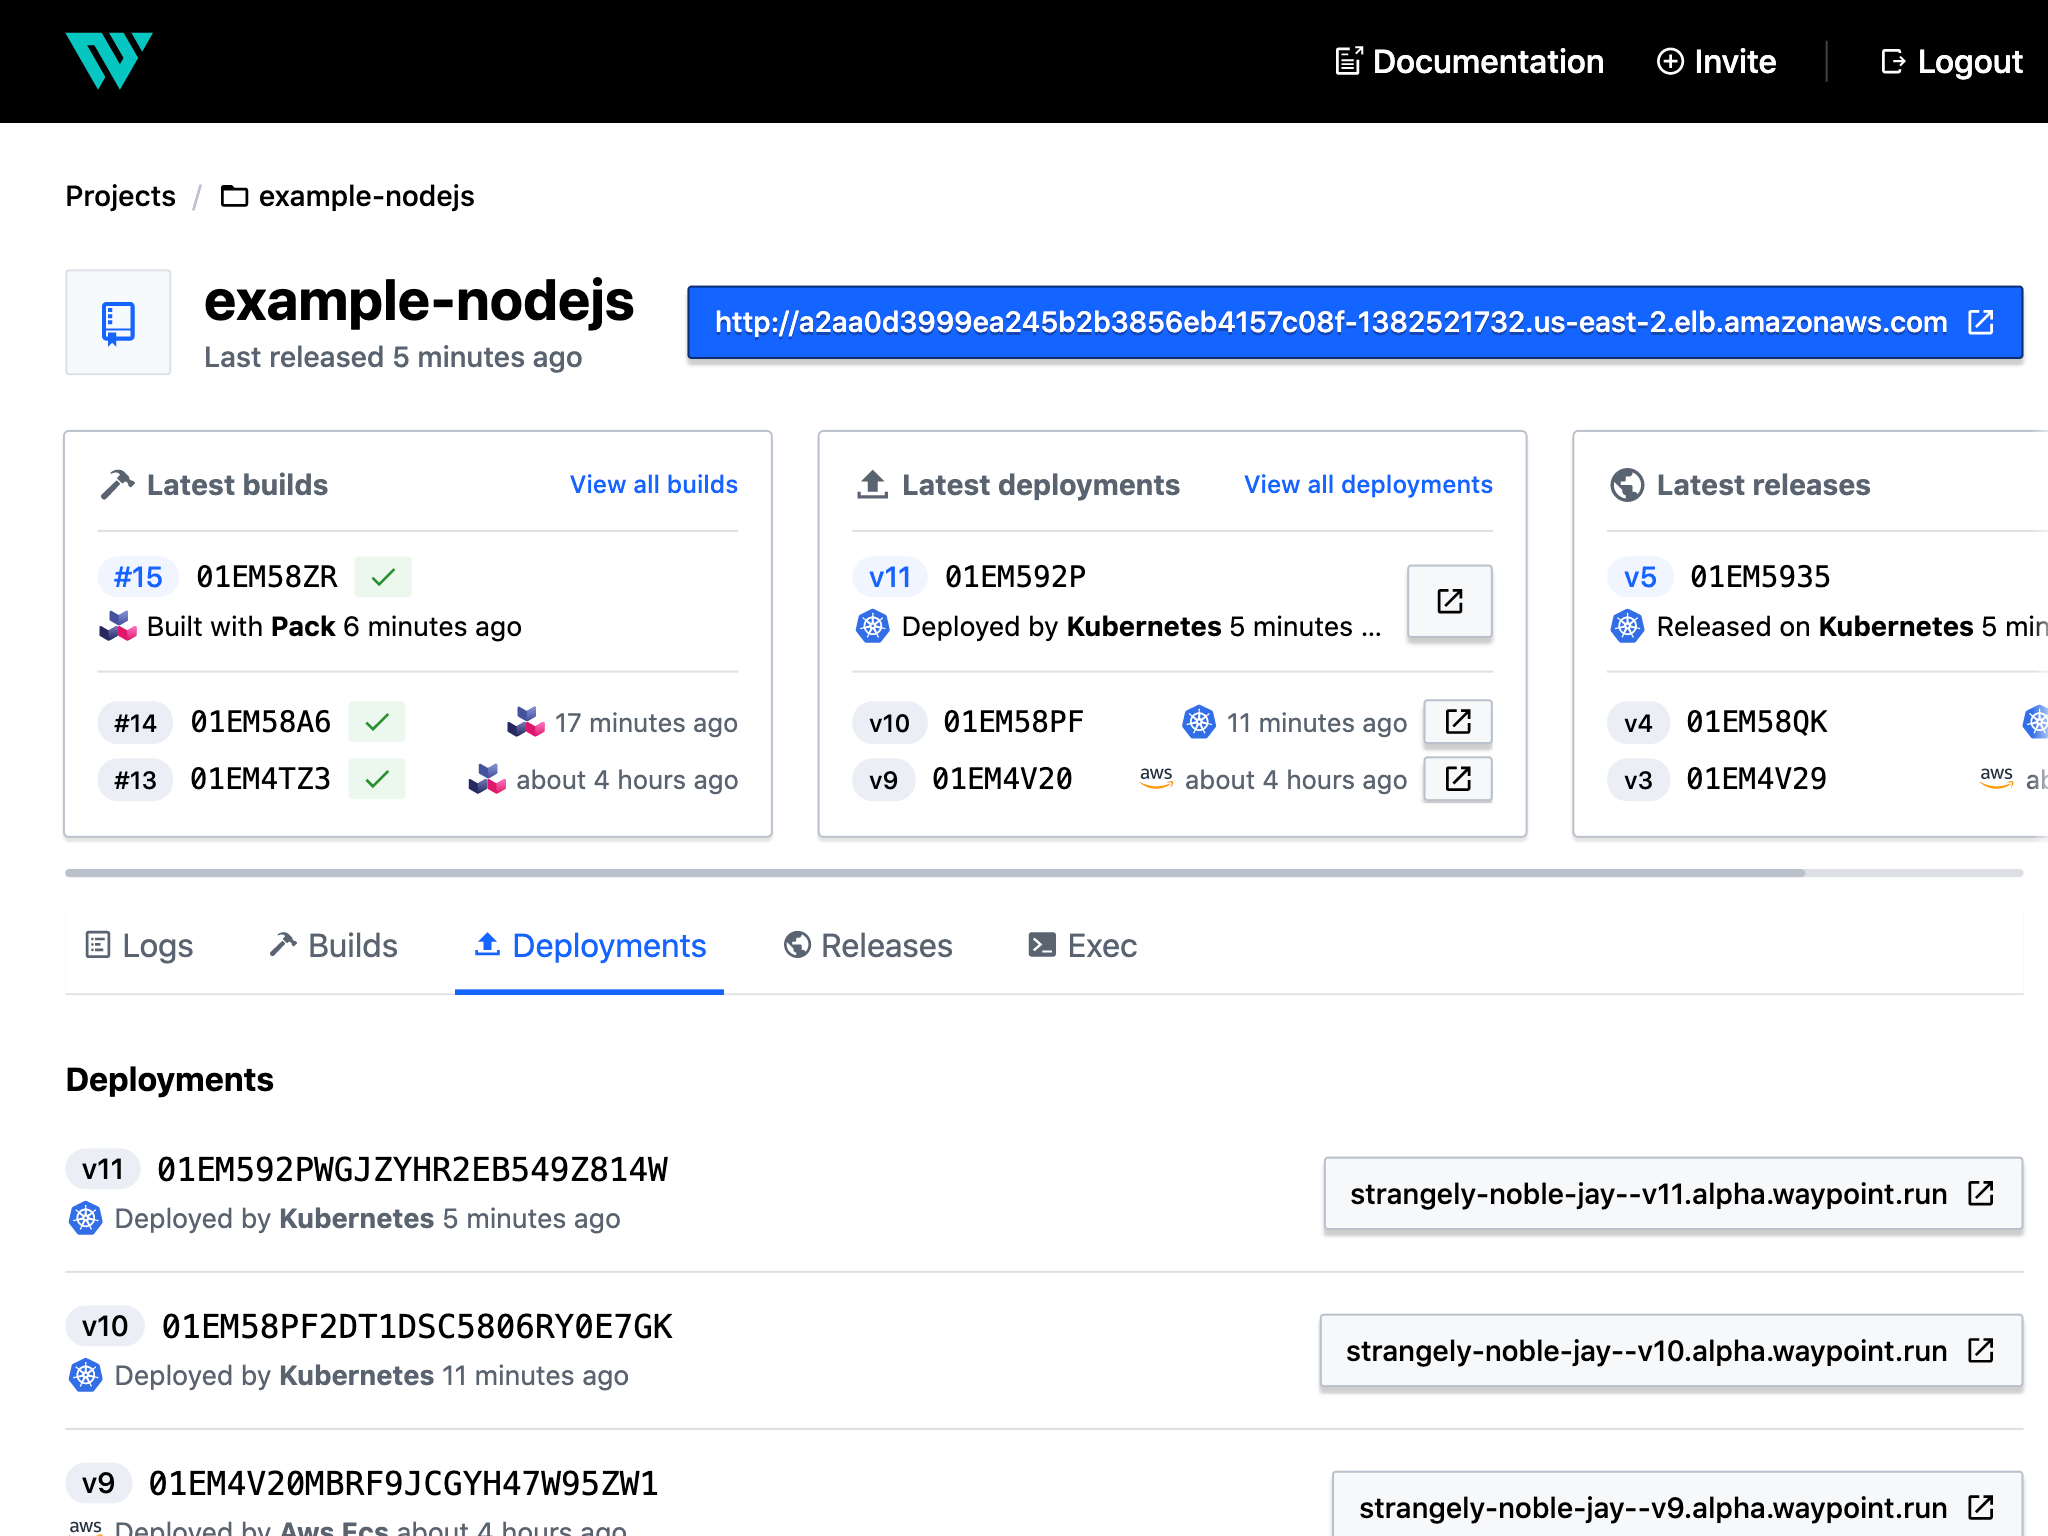 Documentation Invite Logout
Projects / example-nodejs
example-nodejs
Last released 5 minutes ago
http://a2aa0d3999ea245b2b3856eb4157c08f-1382521732.us-east-2.elb.amazonaws.com
Latest builds View all builds
#15 01EM58ZR
Built with Pack 6 minutes ago
#14 01EM58A6 17 minutes ago
#13 01EM4TZ3 about 4 hours ago
Latest deployments View all deployments
v11 01EM592P
Deployed by Kubernetes 5 minutes ...
v10 01EM58PF 11 minutes ago
v9 01EM4V20 aws about 4 hours ago
Latest releases
v5 01EM5935
Released on Kubernetes 5
v4 01EM58QK
v3 01EM4V29 aws
Logs Builds Deployments Releases Exec
Deployments
v11 01EM592PWGJZYHR2EB549Z814W
Deployed by Kubernetes 5 minutes ago
strangely-noble-jay--v11.alpha.waypoint.run
v10 01EM58PF2DT1DSC5806RY0E7GK
Deployed by Kubernetes 11 minutes ago
strangely-noble-jay--v10.alpha.waypoint.run
v9 01EM4V20MBRF9JCGYH47W95ZW1
aws Deployed by Aws Ecs about 4 hours ago
strangely-noble-jay--v9.alpha.waypoint.run